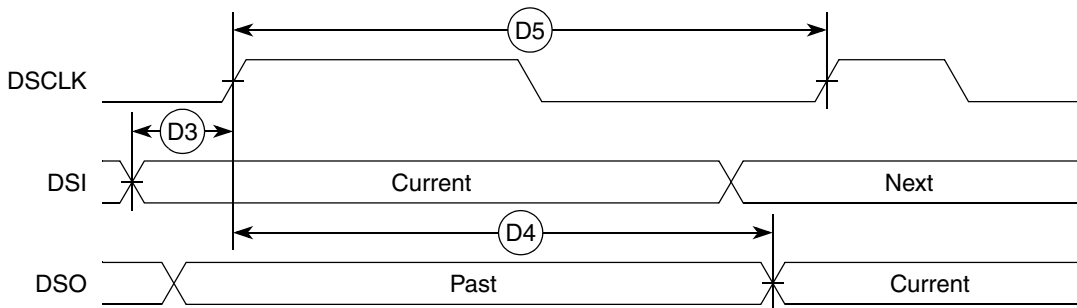 D5
DSCLK
D3
DSI Current Next
D4
DSO Past Current